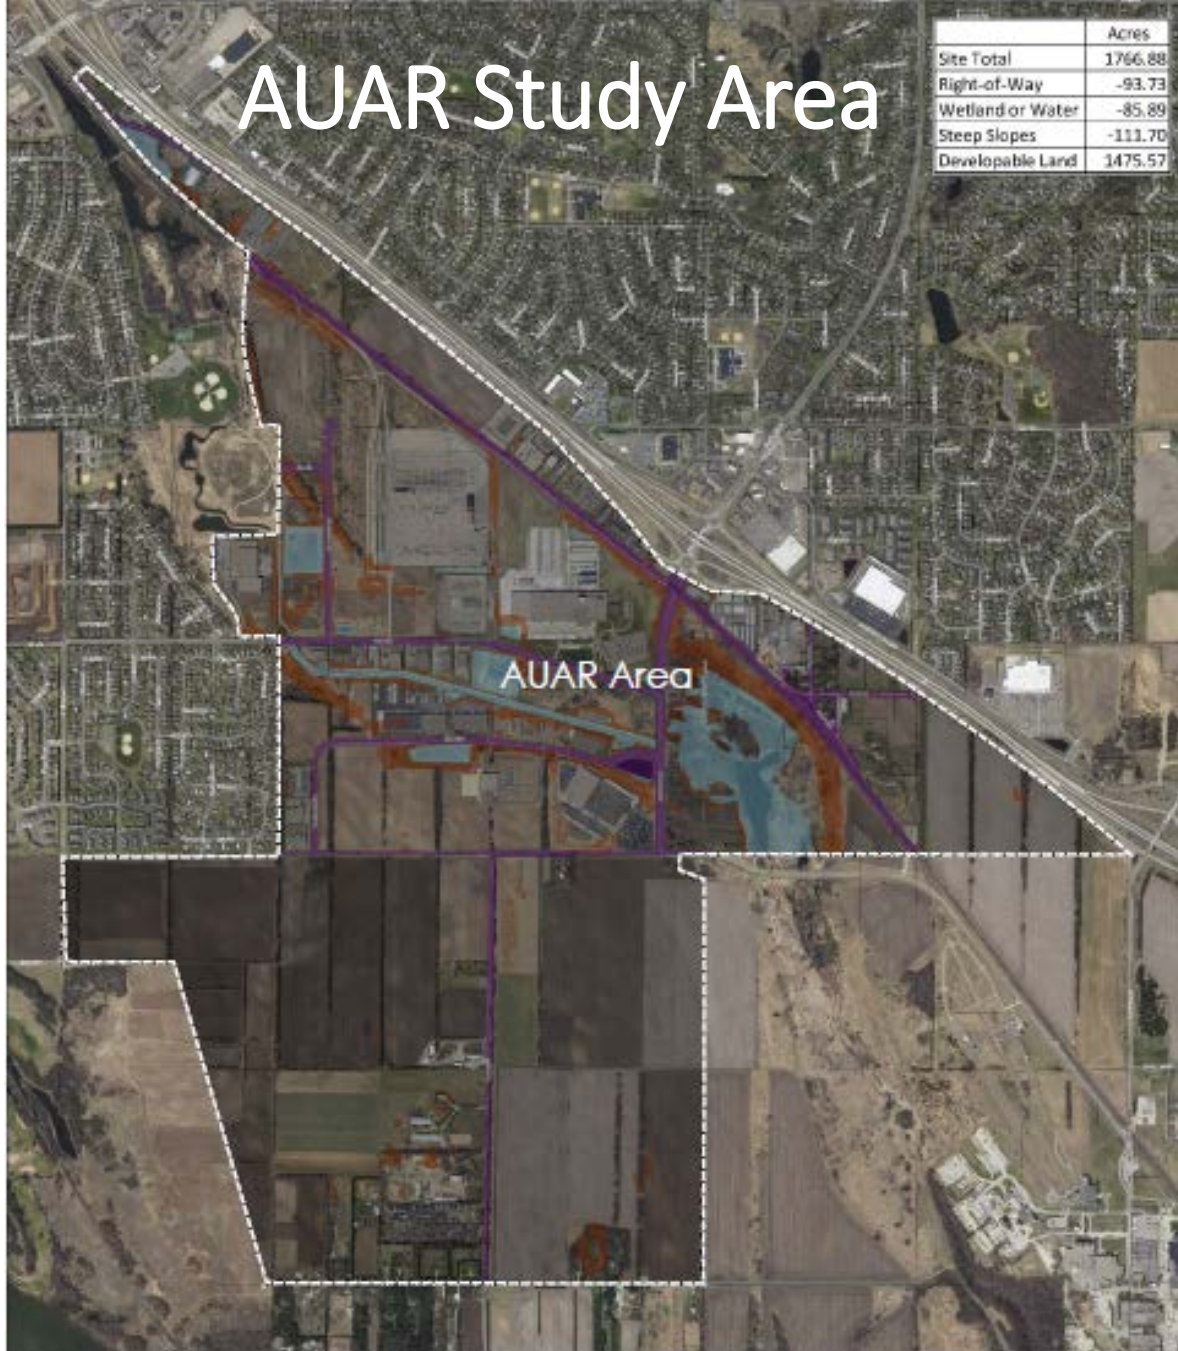 AUAR Study Area
Acres
Site Total 1766.88
Right-of-Way -93.73
Wetland or Water -85.89
Steep Slopes -111.70
Developable Land 1475.57
AUAR Area